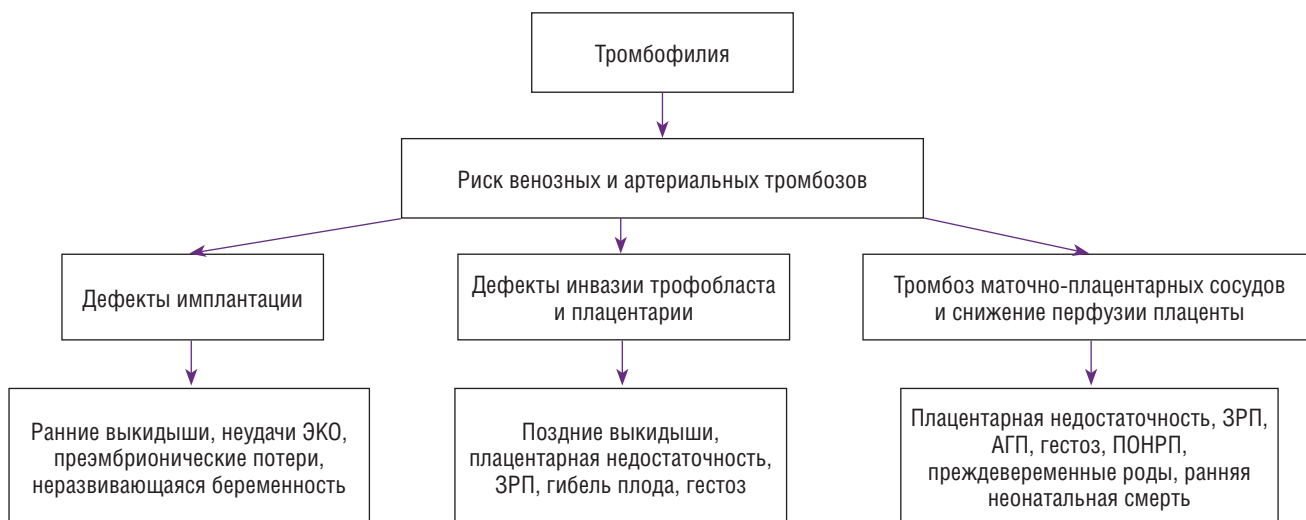 Тромбофилия
Риск венозных и артериальных тромбозов
Дефекты имплантации
Дефекты инвазии трофобласта
и плацентарии
Тромбоз маточно-плацентарных сосудов
и снижение перфузии плаценты
Ранние выкидыши, неудачи ЭКО,
преэмбрионические потери,
неразвивающаяся беременность
Поздние выкидыши,
плацентарная недостаточность,
ЗРП, гибель плода, гестоз
Плацентарная недостаточность, ЗРП,
АГП, гестоз, ПОНРП,
преждевременные роды, ранняя
неонатальная смерть